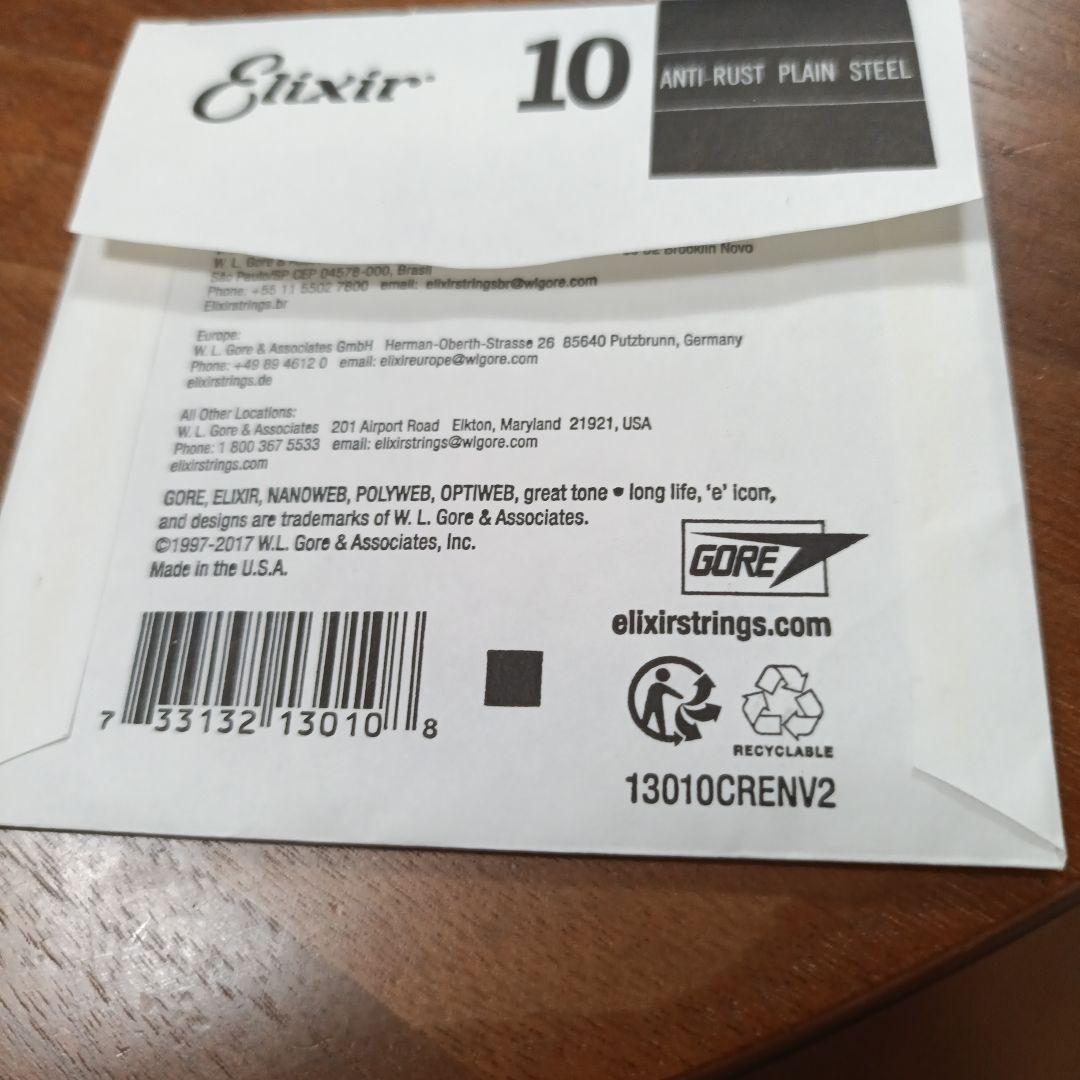 Elixir
10
ANTI-RUST PLAIN STEEL
Brooklin Novo
W. L. Gore &
São Paulo/SP CEP 04578-000, Brasil
Phone: +55 11 5502 7800 email: elixirstringsbr@wlgore.com
Elixirstrings.br
Europe:
W. L. Gore & Associates GmbH Herman-Oberth-Strasse 26 85640 Putzbrunn, Germany
Phone: +49 89 4612 0 email: elixireurope@wlgore.com
elixirstrings.de
All Other Locations:
W. L. Gore & Associates 201 Airport Road Elkton, Maryland 21921, USA
Phone: 1 800 367 5533 email: elixirstrings@wlgore.com
elixirstrings.com
GORE, ELIXIR, NANOWEB, POLYWEB, OPTIWEB, great tone • long life, ‘e’ icon,
and designs are trademarks of W. L. Gore & Associates.
©1997-2017 W.L. Gore & Associates, Inc.
Made in the U.S.A.
GORE
elixirstrings.com
7 33132 13010 8
RECYCLABLE
13010CRENV2